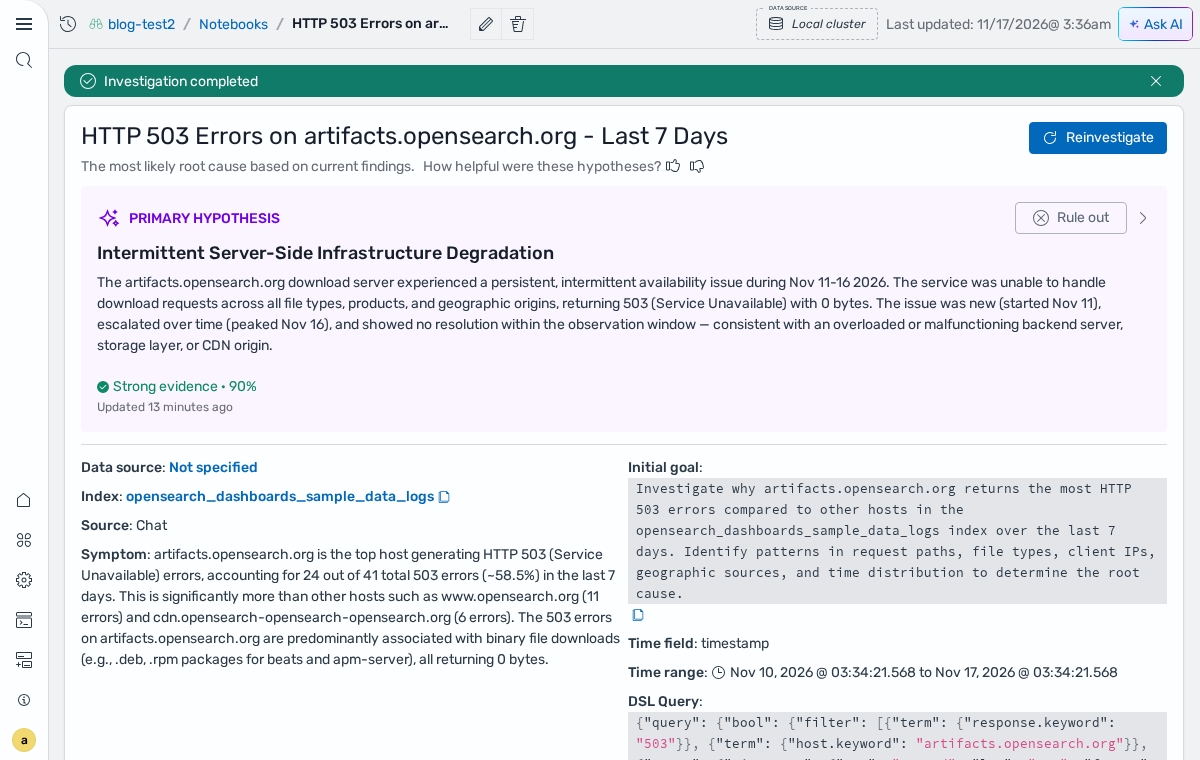 blog-test2 / Notebooks / HTTP 503 Errors on ar...
DATA SOURCE
Local cluster
Last updated: 11/17/2026@ 3:36am
Ask AI
Investigation completed
HTTP 503 Errors on artifacts.opensearch.org - Last 7 Days
Reinvestigate
The most likely root cause based on current findings. How helpful were these hypotheses?
PRIMARY HYPOTHESIS
Rule out
Intermittent Server-Side Infrastructure Degradation
The artifacts.opensearch.org download server experienced a persistent, intermittent availability issue during Nov 11-16 2026. The service was unable to handle
download requests across all file types, products, and geographic origins, returning 503 (Service Unavailable) with 0 bytes. The issue was new (started Nov 11),
escalated over time (peaked Nov 16), and showed no resolution within the observation window — consistent with an overloaded or malfunctioning backend server,
storage layer, or CDN origin.
Strong evidence • 90%
Updated 13 minutes ago
Data source: Not specified
Index: opensearch_dashboards_sample_data_logs
Source: Chat
Symptom: artifacts.opensearch.org is the top host generating HTTP 503 (Service
Unavailable) errors, accounting for 24 out of 41 total 503 errors (~58.5%) in the last 7
days. This is significantly more than other hosts such as www.opensearch.org (11
errors) and cdn.opensearch-opensearch-opensearch.org (6 errors). The 503 errors
on artifacts.opensearch.org are predominantly associated with binary file downloads
(e.g., .deb, .rpm packages for beats and apm-server), all returning 0 bytes.
Initial goal:
Investigate why artifacts.opensearch.org returns the most HTTP
503 errors compared to other hosts in the
opensearch_dashboards_sample_data_logs index over the last 7
days. Identify patterns in request paths, file types, client IPs,
geographic sources, and time distribution to determine the root
cause.
Time field: timestamp
Time range: Nov 10, 2026 @ 03:34:21.568 to Nov 17, 2026 @ 03:34:21.568
DSL Query:
{"query": {"bool": {"filter": [{"term": {"response.keyword":
"503"}}, {"term": {"host.keyword": "artifacts.opensearch.org"}},
a